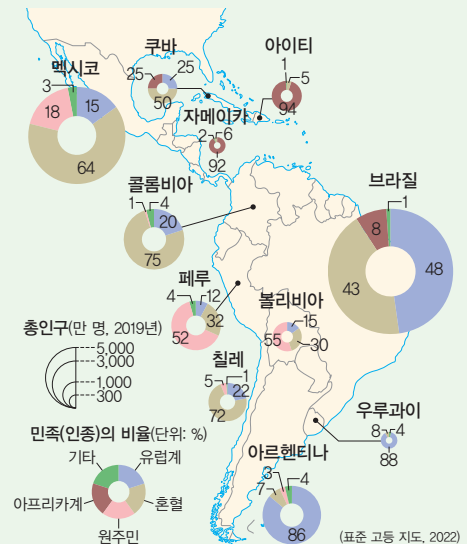 쿠바
25 25
50
아이티
1
5
94
멕시코
3
15
18
64
자메이카
2 6
92
콜롬비아
1 4
20
75
브라질
1
8
48
43
페루
4 12
32
52
볼리비아
15
55
30
총인구(만 명, 2019년)
5,000
3,000
1,000
300
칠레
5 1
22
72
우루과이
8 4
88
민족(인종)의 비율(단위: %)
기타
유럽계
아프리카계
혼혈
원주민
아르헨티나
3
7 4
86
(표준 고등 지도, 2022)